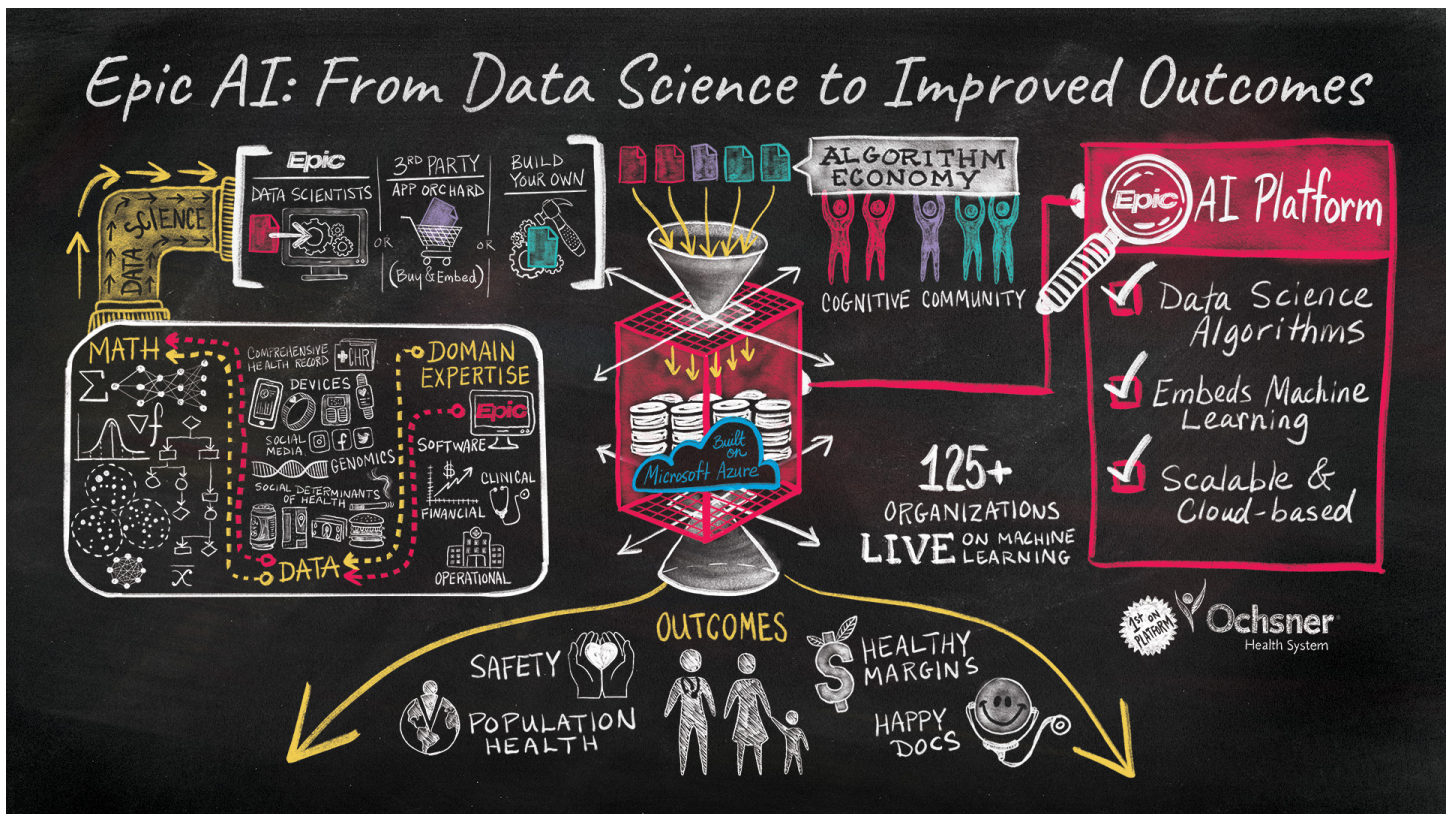 Epic AI: From Data Science to Improved Outcomes
DATA SCIENCE
Epic
DATA SCIENTISTS
OR
3RD PARTY
APP ORCHARD
(Buy & Embed)
OR
BUILD
YOUR OWN
ALGORITHM
ECONOMY
COGNITIVE COMMUNITY
Epic AI Platform
Data Science
Algorithms
Embeds Machine
Learning
Scalable &
Cloud-based
MATH
Σ
∇f
x̄
COMPREHENSIVE
HEALTH RECORD
+CHR
DEVICES
SOCIAL
MEDIA
f
GENOMICS
SOCIAL DETERMINANTS
OF HEALTH
DATA
DOMAIN
EXPERTISE
Epic
SOFTWARE
$
FINANCIAL
CLINICAL
OPERATIONAL
Built
on
Microsoft Azure
125+
ORGANIZATIONS
LIVE ON MACHINE
LEARNING
1st ON
PLATFORM
Ochsner
Health System
OUTCOMES
SAFETY
POPULATION
HEALTH
$
HEALTHY
MARGINS
HAPPY
DOCS